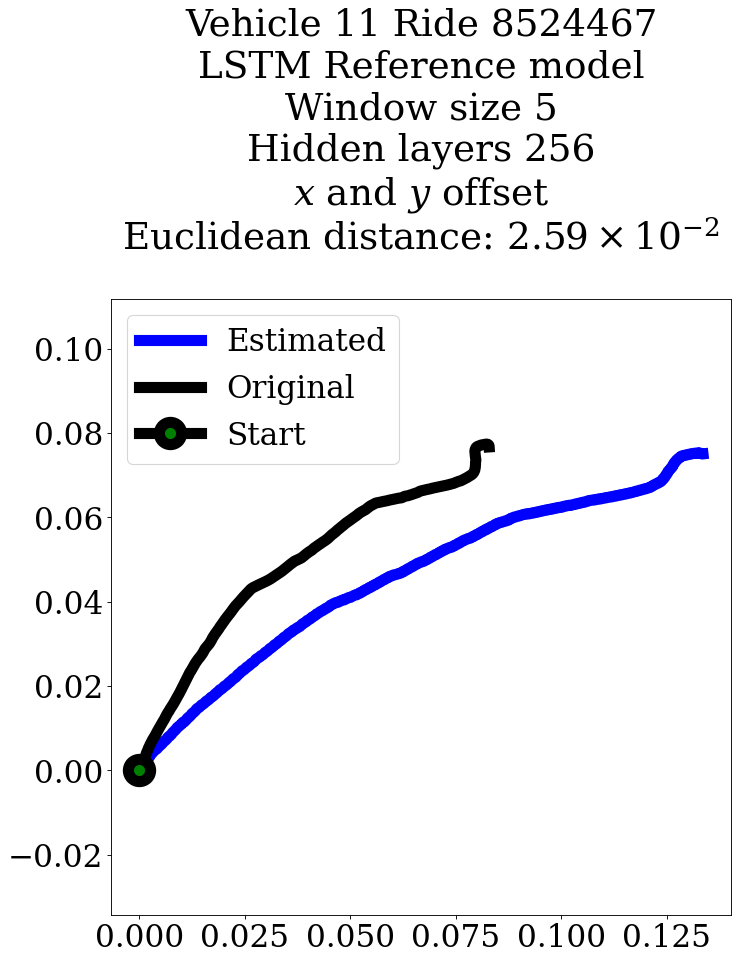 Vehicle 11 Ride 8524467
LSTM Reference model
Window size 5
Hidden layers 256
x and y offset
Euclidean distance: 2.59 × 10⁻²
Estimated
Original
Start
0.10
0.08
0.06
0.04
0.02
0.00
−0.02
0.000 0.025 0.050 0.075 0.100 0.125